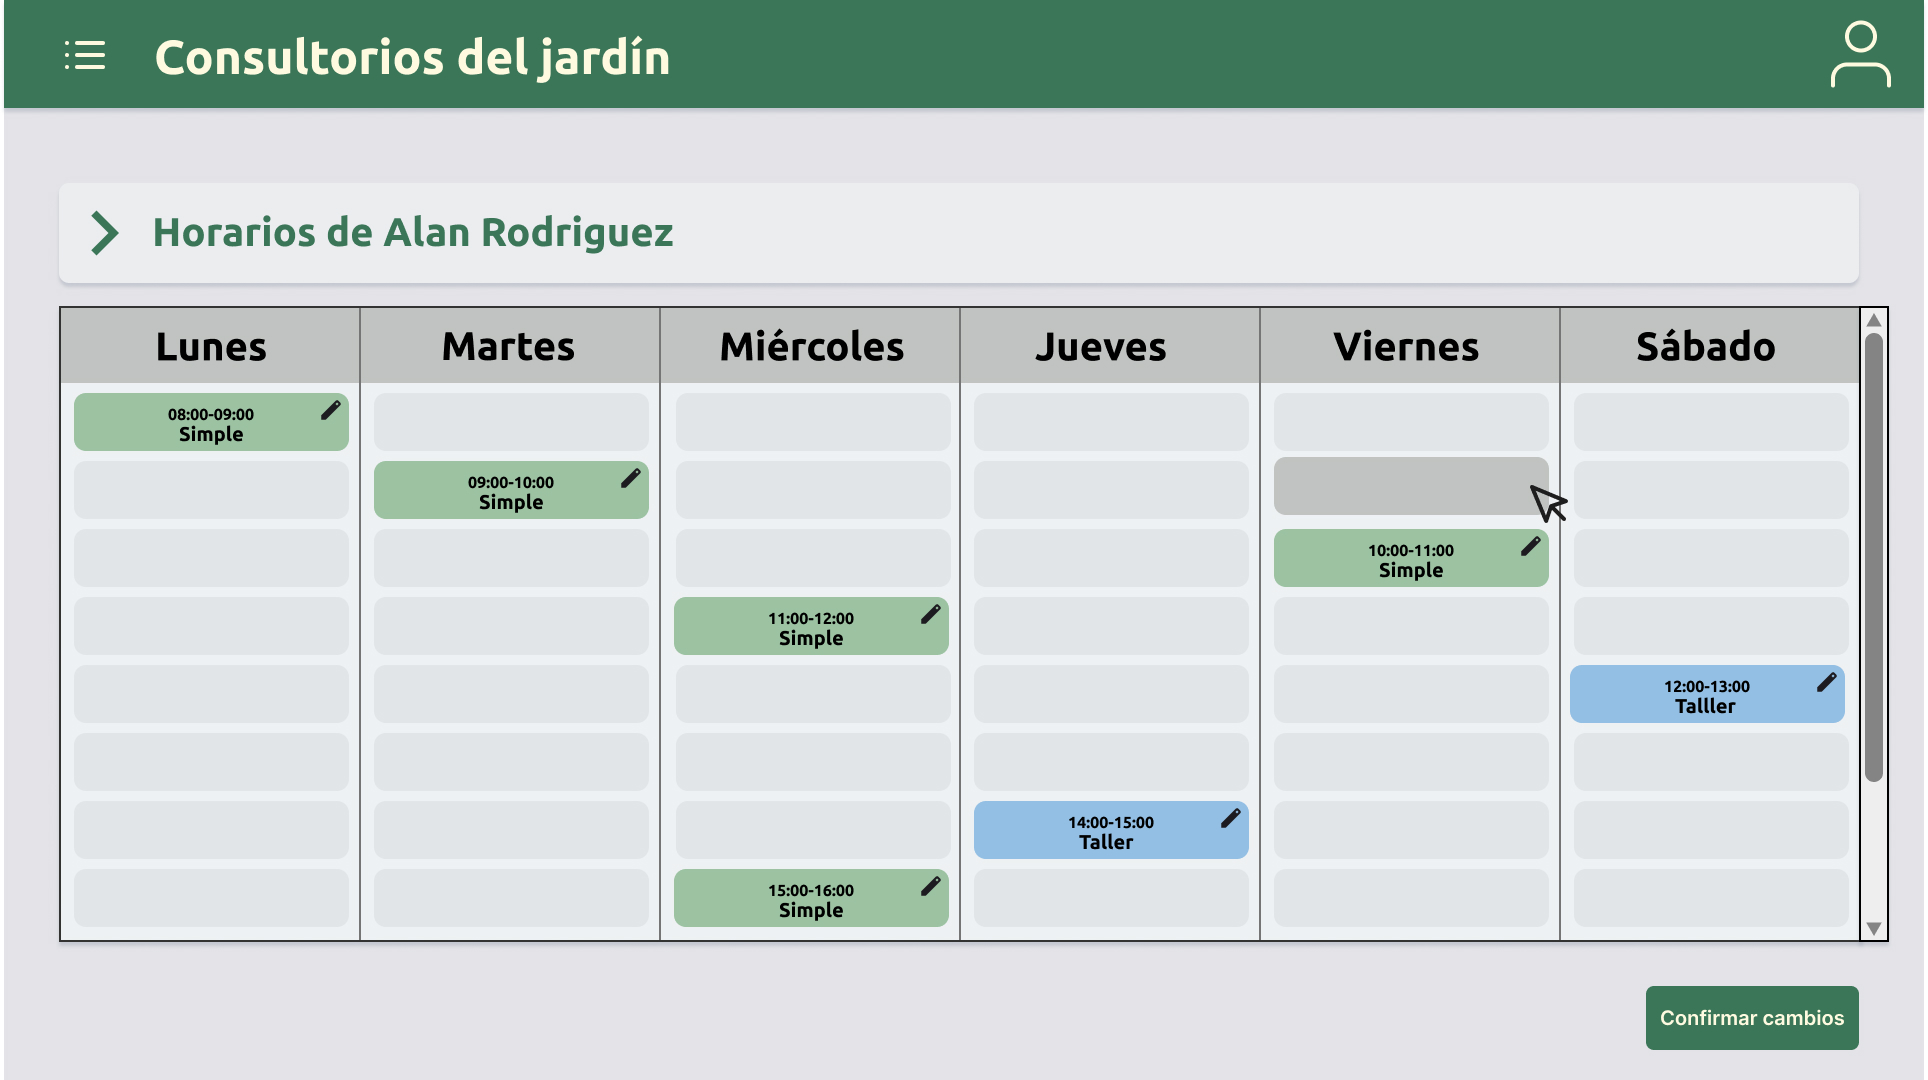 Consultorios del jardín
Horarios de Alan Rodriguez
Lunes Martes Miércoles Jueves Viernes Sábado
08:00-09:00
Simple
09:00-10:00
Simple
10:00-11:00
Simple
11:00-12:00
Simple
12:00-13:00
Talller
14:00-15:00
Taller
15:00-16:00
Simple
Confirmar cambios